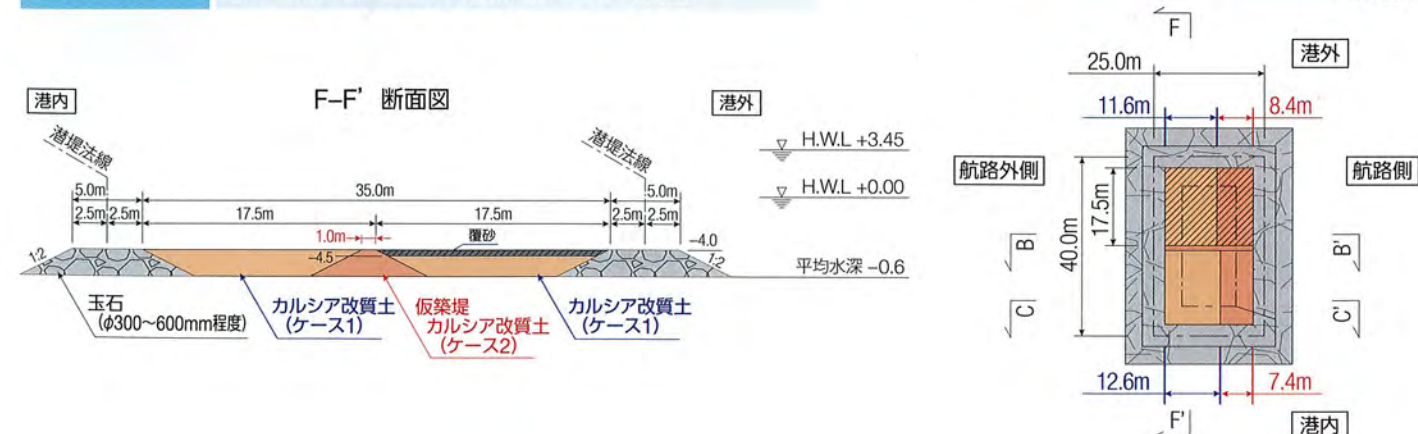 F-F' 断面図
港内
港外
潜堤法線
潜堤法線
H.W.L +3.45
H.W.L +0.00
5.0m
35.0m
5.0m
2.5m
2.5m
17.5m
17.5m
2.5m
2.5m
1.0m
覆砂
-4.0
-4.5
1:2
1:2
平均水深 -0.6
玉石
(φ300〜600mm程度)
カルシア改質土
(ケース1)
仮築堤
カルシア改質土
(ケース2)
カルシア改質土
(ケース1)
F
港外
25.0m
11.6m
8.4m
航路外側
航路側
17.5m
40.0m
B
B'
C
C'
12.6m
7.4m
F'
港内